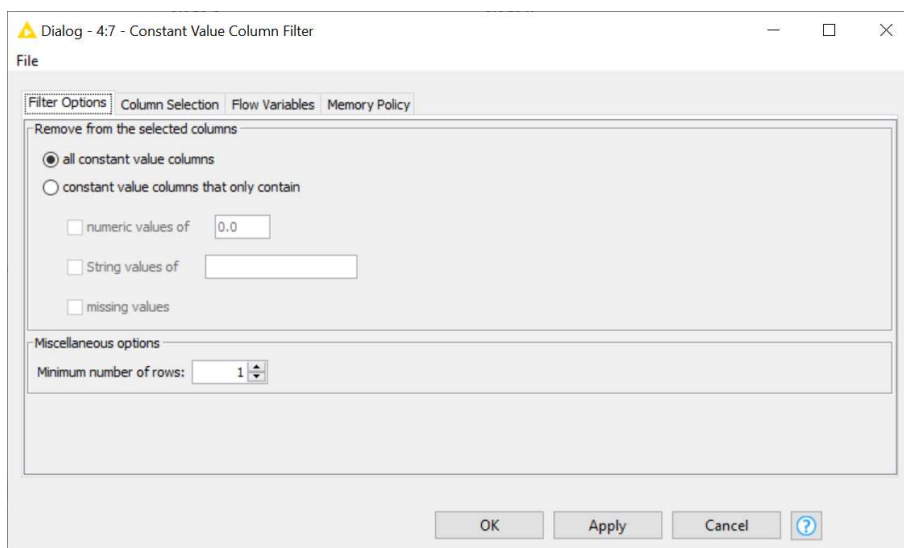 Dialog - 4:7 - Constant Value Column Filter
File
Filter Options Column Selection Flow Variables Memory Policy
Remove from the selected columns
all constant value columns
constant value columns that only contain
numeric values of 0.0
String values of
missing values
Miscellaneous options
Minimum number of rows: 1
OK Apply Cancel ?